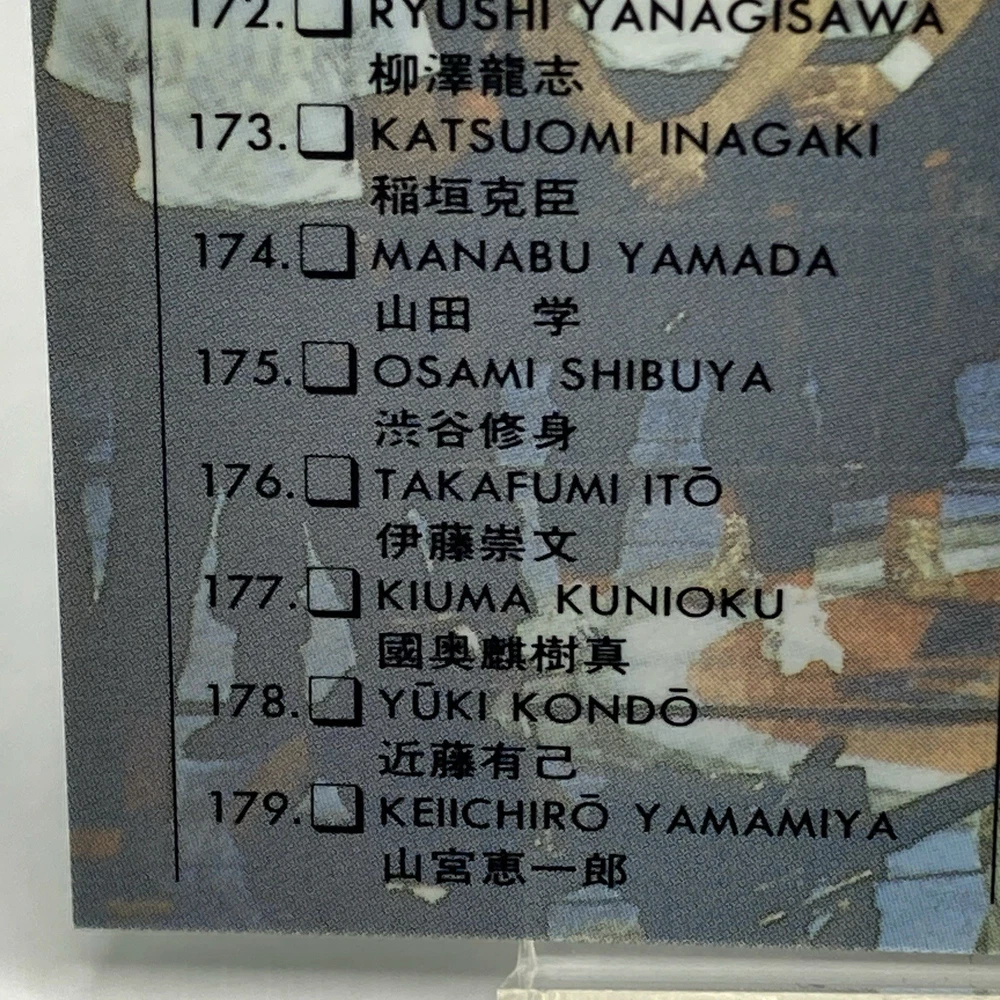 172. RYUSHI YANAGISAWA
柳澤龍志
173. KATSUOMI INAGAKI
稲垣克臣
174. MANABU YAMADA
山田 学
175. OSAMI SHIBUYA
渋谷修身
176. TAKAFUMI ITŌ
伊藤崇文
177. KIUMA KUNIOKU
國奥麒樹真
178. YŪKI KONDŌ
近藤有己
179. KEIICHIRŌ YAMAMIYA
山宮恵一郎